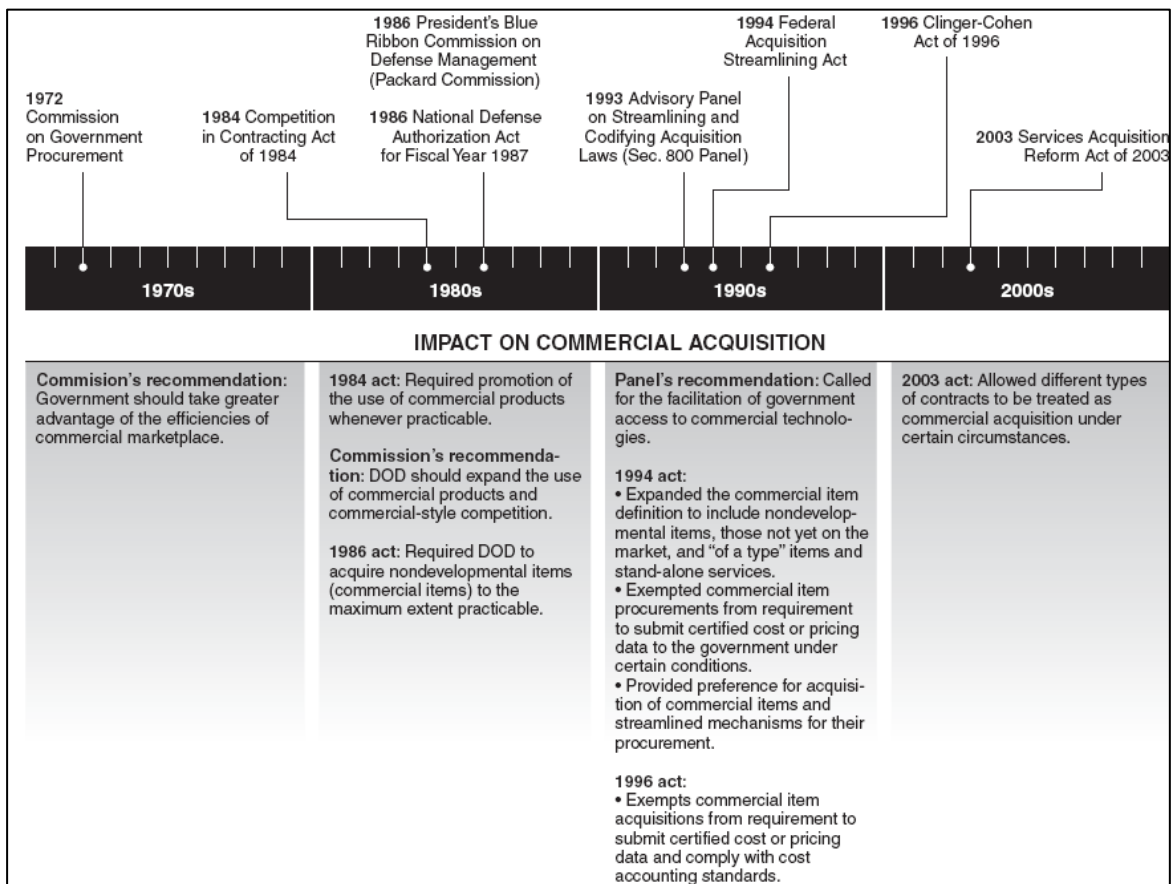 1972
Commission
on Government
Procurement
1984 Competition
in Contracting Act
of 1984
1986 President's Blue
Ribbon Commission on
Defense Management
(Packard Commission)
1986 National Defense
Authorization Act
for Fiscal Year 1987
1993 Advisory Panel
on Streamlining and
Codifying Acquisition
Laws (Sec. 800 Panel)
1994 Federal
Acquisition
Streamlining Act
1996 Clinger-Cohen
Act of 1996
2003 Services Acquisition
Reform Act of 2003
1970s
1980s
1990s
2000s
IMPACT ON COMMERCIAL ACQUISITION
Commision's recommendation:
Government should take greater
advantage of the efficiencies of
commercial marketplace.
1984 act: Required promotion of
the use of commercial products
whenever practicable.
Commission's recommenda-
tion: DOD should expand the use
of commercial products and
commercial-style competition.
1986 act: Required DOD to
acquire nondevelopmental items
(commercial items) to the
maximum extent practicable.
Panel's recommendation: Called
for the facilitation of government
access to commercial technolo-
gies.
1994 act:
• Expanded the commercial item
definition to include nondevelop-
mental items, those not yet on the
market, and "of a type" items and
stand-alone services.
• Exempted commercial item
procurements from requirement
to submit certified cost or pricing
data to the government under
certain conditions.
• Provided preference for acquisi-
tion of commercial items and
streamlined mechanisms for their
procurement.
1996 act:
• Exempts commercial item
acquisitions from requirement to
submit certified cost or pricing
data and comply with cost
accounting standards.
2003 act: Allowed different types
of contracts to be treated as
commercial acquisition under
certain circumstances.